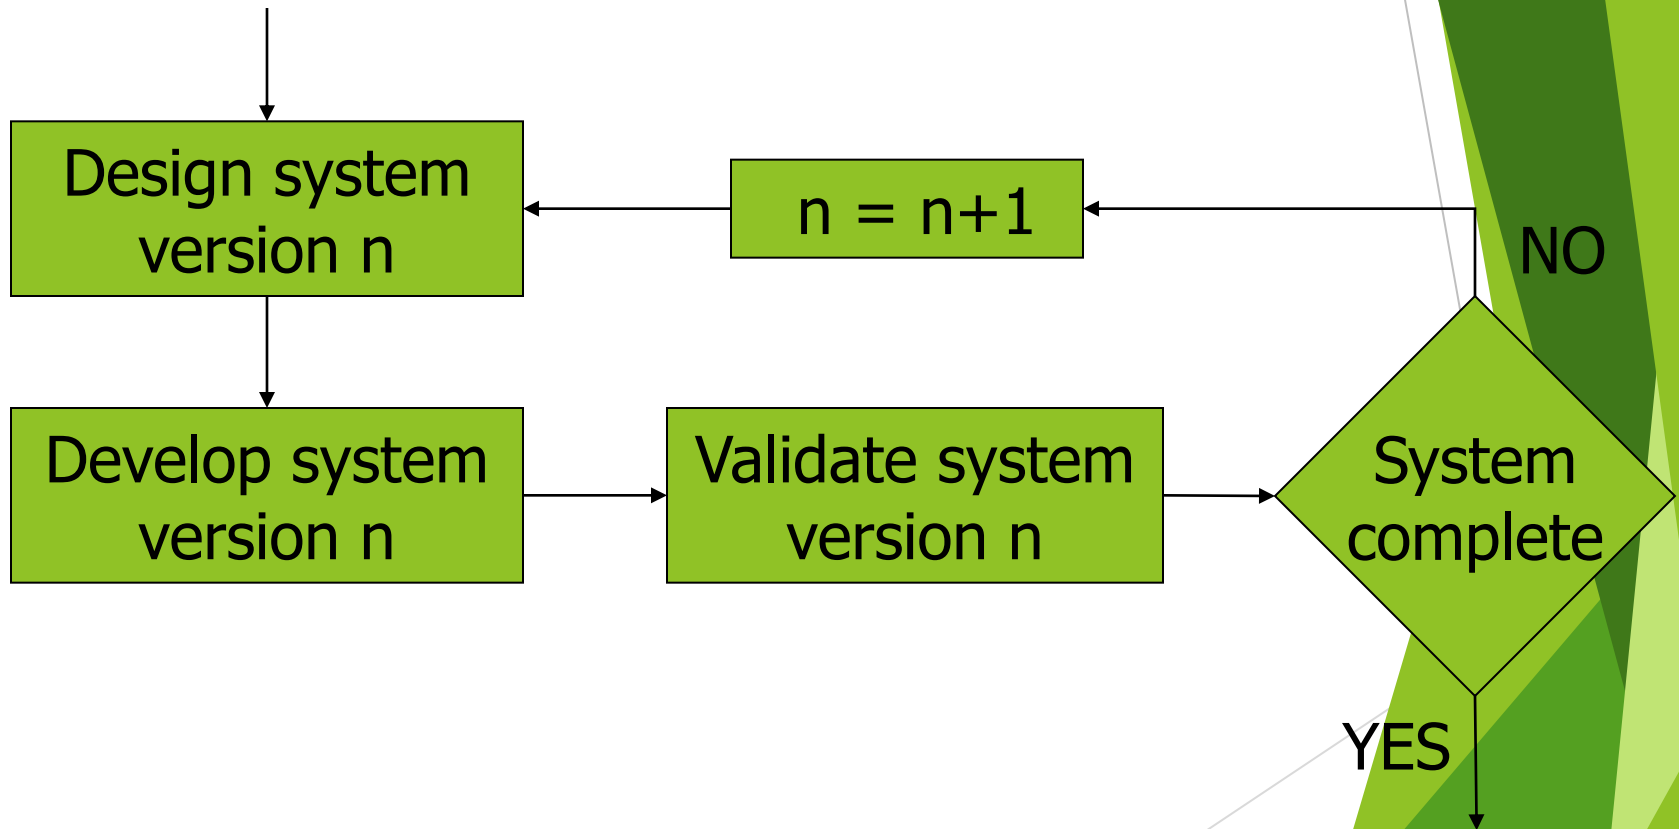 Design system
version n
n = n+1
NO
Develop system
version n
Validate system
version n
System
complete
YES